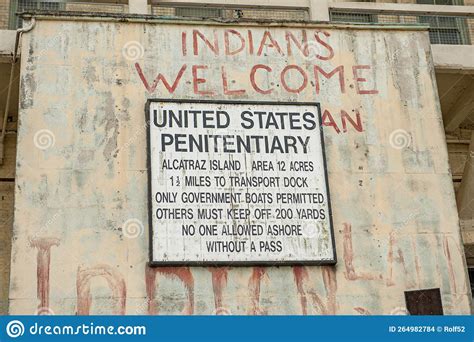 INDIANS
WELCOME
UNITED STATES
PENITENTIARY
ALCATRAZ ISLAND AREA 12 ACRES
1½ MILES TO TRANSPORT DOCK
ONLY GOVERNMENT BOATS PERMITTED
OTHERS MUST KEEP OFF 200 YARDS
NO ONE ALLOWED ASHORE
WITHOUT A PASS
dreamstime.com
ID 264982784 © Rolf52